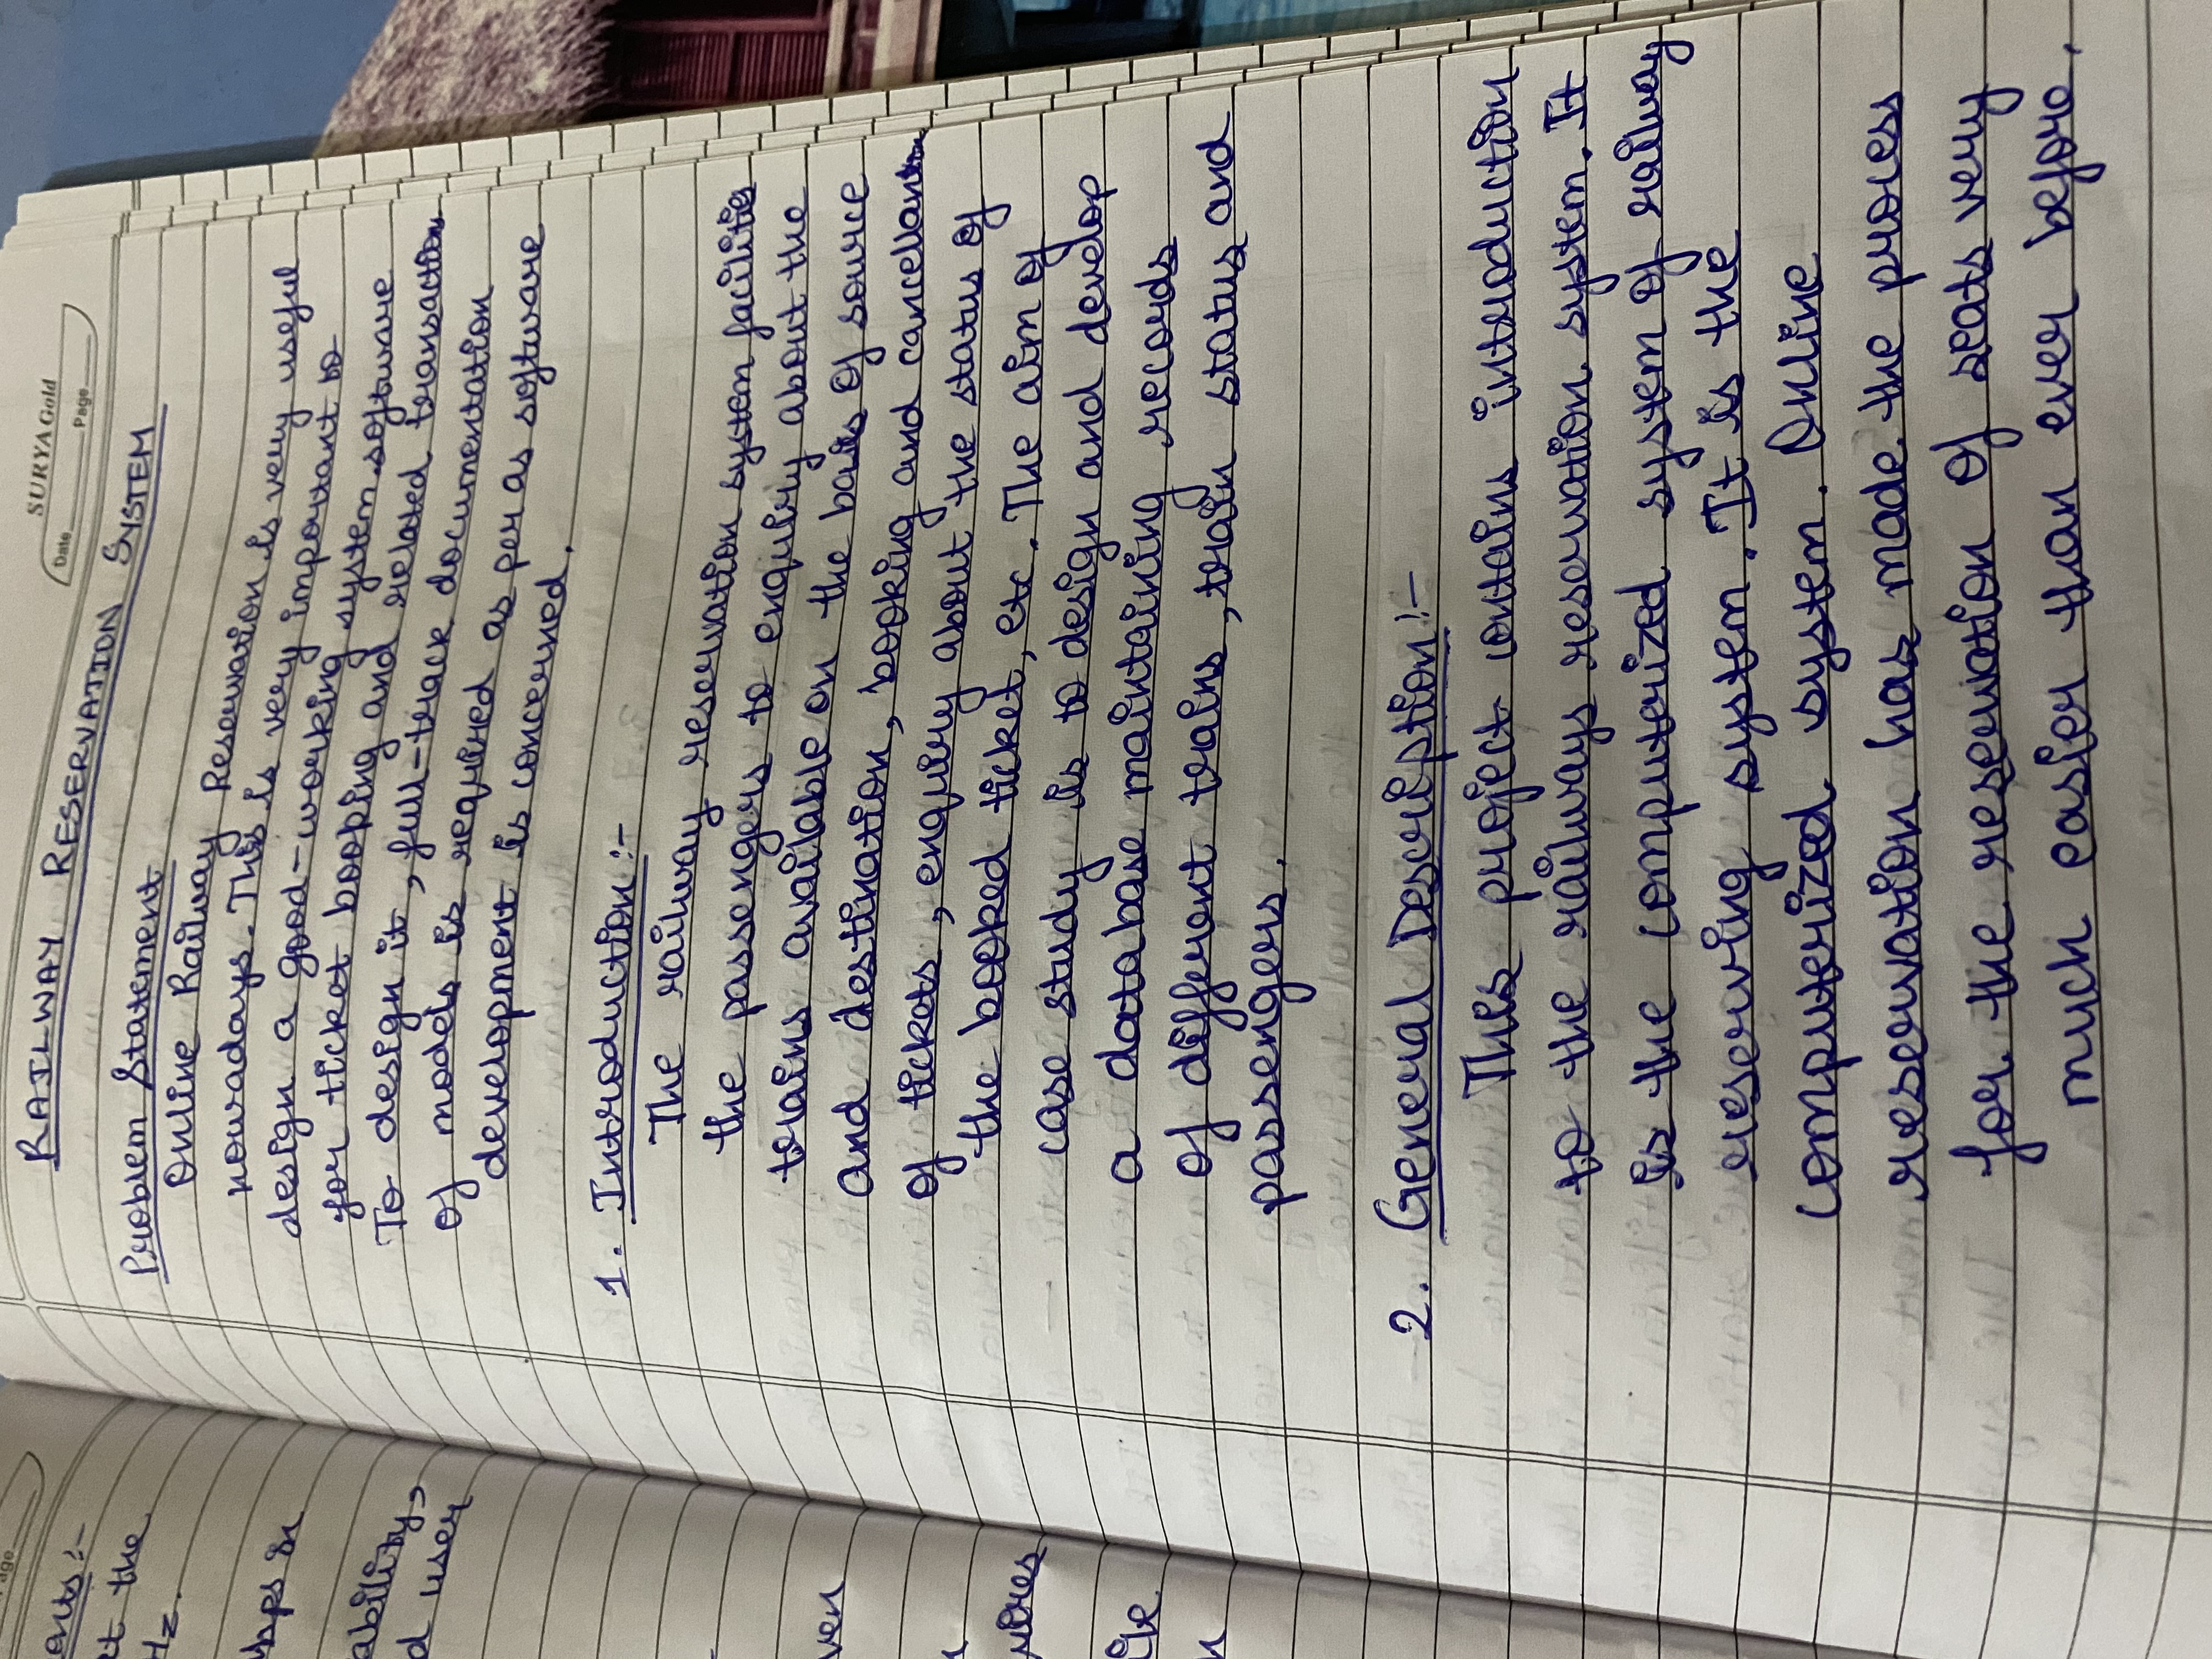 age
ents:-
t the
Hz.
ability,
d user
ven
RAILWAY RESERVATION SYSTEM
SURYA Gold
Date Page
Problem Statement
Online Railway Reservation is very useful
nowadays. This is very important to
design a good-working system software
for ticket booking and related transaction
To design it, full-track documentation
of models is required as per as software
development is concerned.
1. Introduction:-
The railway reservation system facilities
the passengers to enquiry about the
trains available on the basis of source
and destination, booking and
of tickets, enquiry about the status of
the booked ticket, etc. The aim of
case study is to design and develop
a database maintaining records
of different trains, train status and
passengers.
2. General Description:-
This project contains introduction
to the railways reservation system. It
is the computerized system of railway
reserving system. It is the
computerized system. Online
reservation has made the process
for the reservation of seats very
much easier than ever before.